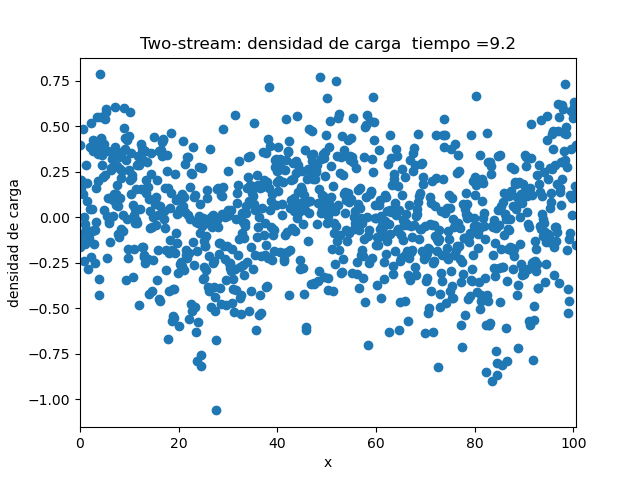 Two-stream: densidad de carga  tiempo =9.2
0.75
0.50
0.25
0.00
−0.25
−0.50
−0.75
−1.00
densidad de carga
0 20 40 60 80 100
x